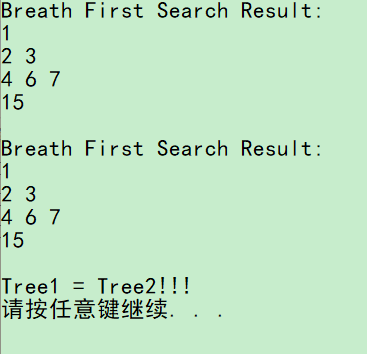 Breath First Search Result:
1
2 3
4 6 7
15
Breath First Search Result:
1
2 3
4 6 7
15
Tree1 = Tree2!!!
请按任意键继续. . .